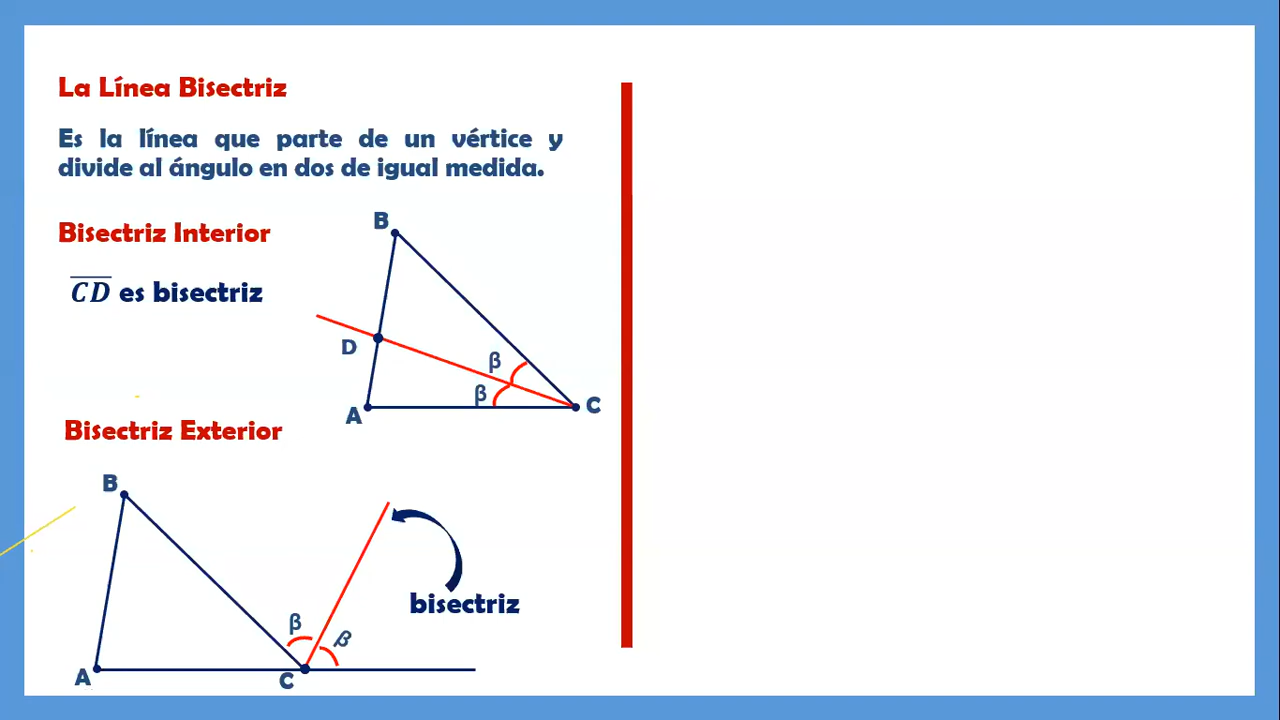 La Línea Bisectriz
Es la línea que parte de un vértice y
divide al ángulo en dos de igual medida.
Bisectriz Interior
CD es bisectriz
B
D
β
β
A
C
Bisectriz Exterior
B
bisectriz
β
β
A
C